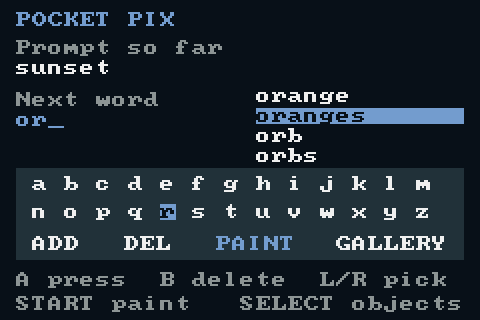 POCKET PIX
Prompt so far
sunset
Next word
or_
orange
oranges
orb
orbs
a b c d e f g h i j k l m
n o p q r s t u v w x y z
ADD DEL PAINT GALLERY
A press B delete L/R pick
START paint SELECT objects